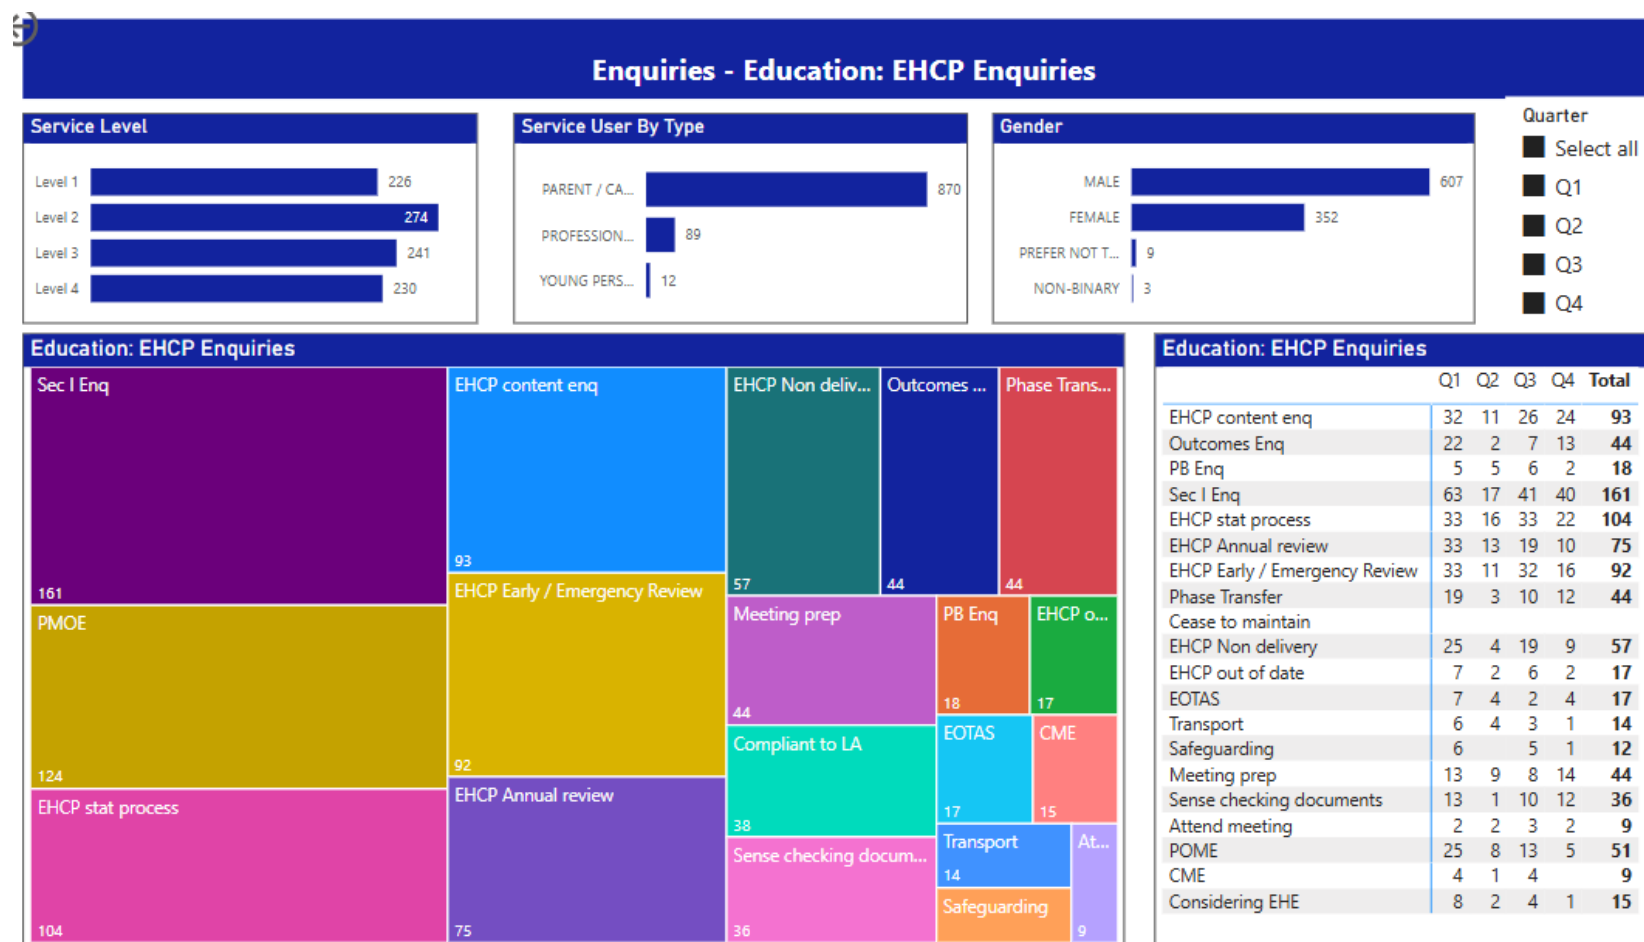 Enquiries - Education: EHCP Enquiries
Service Level
Level 1 226
Level 2 274
Level 3 241
Level 4 230
Service User By Type
PARENT / CA... 870
PROFESSION... 89
YOUNG PERS... 12
Gender
MALE 607
FEMALE 352
PREFER NOT T... 9
NON-BINARY 3
Quarter
Select all
Q1
Q2
Q3
Q4
Education: EHCP Enquiries
Sec I Enq
161
PMOE
124
EHCP stat process
104
EHCP content enq
93
EHCP Early / Emergency Review
92
EHCP Annual review
75
EHCP Non deliv...
57
Outcomes ...
44
Phase Trans...
44
Meeting prep
44
Compliant to LA
38
Sense checking docum...
36
PB Enq
18
EHCP o...
17
EOTAS
17
CME
15
Transport
14
Safeguarding
At...
9
Education: EHCP Enquiries
Q1 Q2 Q3 Q4 Total
EHCP content enq 32 11 26 24 93
Outcomes Enq 22 2 7 13 44
PB Enq 5 5 6 2 18
Sec I Enq 63 17 41 40 161
EHCP stat process 33 16 33 22 104
EHCP Annual review 33 13 19 10 75
EHCP Early / Emergency Review 33 11 32 16 92
Phase Transfer 19 3 10 12 44
Cease to maintain
EHCP Non delivery 25 4 19 9 57
EHCP out of date 7 2 6 2 17
EOTAS 7 4 2 4 17
Transport 6 4 3 1 14
Safeguarding 6 5 1 12
Meeting prep 13 9 8 14 44
Sense checking documents 13 1 10 12 36
Attend meeting 2 2 3 2 9
POME 25 8 13 5 51
CME 4 1 4 9
Considering EHE 8 2 4 1 15